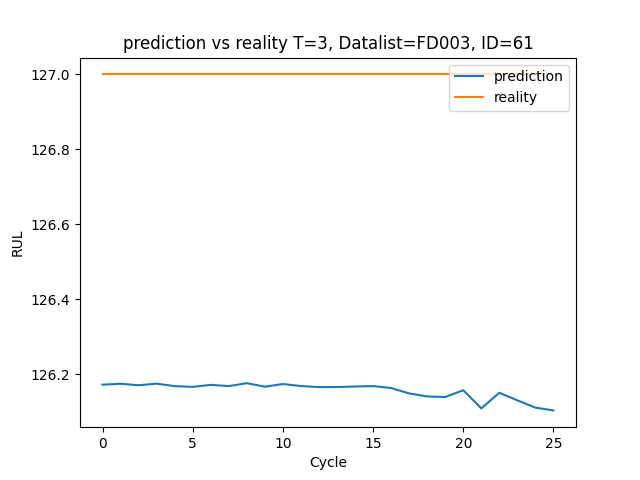 prediction vs reality T=3, Datalist=FD003, ID=61
127.0
126.8
126.6
126.4
126.2
RUL
prediction
reality
0 5 10 15 20 25
Cycle